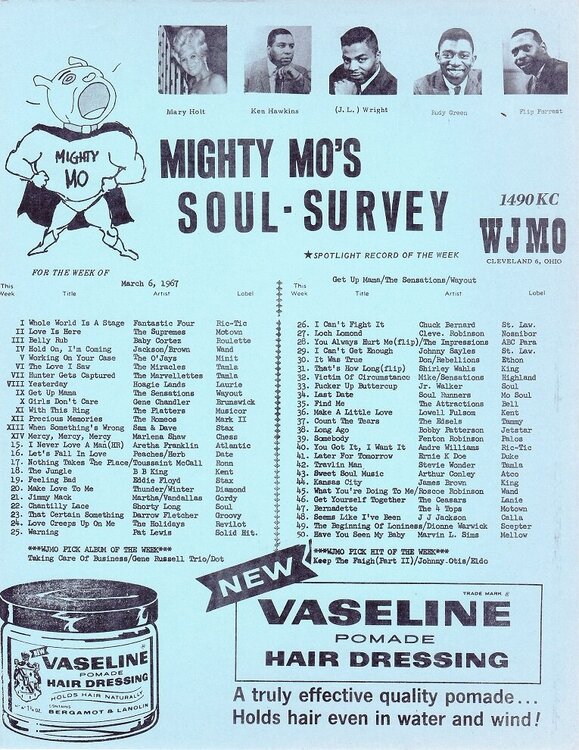 Mary Holt Ken Hawkins (J.L.) Wright Rudy Green Flip Forrest
MIGHTY MO
MIGHTY MO'S
SOUL-SURVEY
1490 KC
WJMO
CLEVELAND 6, OHIO
★SPOTLIGHT RECORD OF THE WEEK
FOR THE WEEK OF
March 6, 1967
Get Up Mama/The Sensations/Wayout
This Week Title Artist Label
I Whole World Is A Stage Fantastic Four Ric-Tic
II Love Is Here The Supremes Motown
III Belly Rub Baby Cortez Roulette
IV Hold On, I'm Coming Jackson/Brown Wand
V Working On Your Case The O'Jays Minit
VI The Love I Saw The Miracles Tamla
VII Hunter Gets Captured The Marvellettes Tamla
VIII Yesterday Hoagie Lands Laurie
IX Get Up Mama The Sensations Wayout
X Girls Don't Care Gene Chandler Brunswick
XI With This Ring The Platters Musicor
XII Precious Memories The Romeos Mark II
XIII When Something's Wrong Sam & Dave Stax
XIV Mercy, Mercy, Mercy Marlena Shaw Chess
15. I Never Love A Man(HR) Aretha Franklin Atlantic
16. Let's Fall In Love Peaches/Herb Date
17. Nothing Takes The Place/Toussaint McCall Ronn
18. The Jungle B B King Kent
19. Feeling Bad Eddie Floyd Stax
20. Make Love To Me Thunder/Winter Diamond
21. Jimmy Mack Martha/Vandallas Gordy
22. Chantilly Lace Shorty Long Soul
23. That Certain Something Darrow Fletcher Groovy
24. Love Creeps Up On Me The Holidays Revilot
25. Warning Pat Lewis Solid Hit.
***WJMO PICK ALBUM OF THE WEEK***
Taking Care Of Business/Gene Russell Trio/Dot
This Week Title Artist Label
26. I Can't Fight It Chuck Bernard St. Law.
27. Loch Lomond Cleve. Robinson Nosnibor
28. You Always Hurt Me(flip)/The Impressions ABC Para
29. I Can't Get Enough Johnny Sayles St. Law.
30. It Was True Don/Rebellions Ethon
31. That's How Long(flip) Shirley Wahls King
32. Victim Of Circumstance Mike/Sensations Highland
33. Pucker Up Buttercup Jr. Walker Soul
34. Last Date Soul Runners Mo Soul
35. Find Me The Attractions Bell
36. Make A Little Love Lowell Fulsom Kent
37. Count The Tears The Edsels Tammy
38. Long Ago Bobby Patterson Jetstar
39. Somebody Fenton Robinson Palos
40. You Got It, I Want It Andre Williams Ric-Tic
41. Later For Tomorrow Ernie K Doe Duke
42. Travlin Man Stevie Wonder Tamla
43. Sweet Soul Music Arthur Conley Atco
44. Kansas City James Brown King
45. What You're Doing To Me/Roscoe Robinson Wand
46. Get Yourself Together The Caesars Lanie
47. Bernadette The 4 Tops Motown
48. Seems Like I've Been J J Jackson Calla
49. The Beginning Of Loniness/Dionne Warwick Scepter
50. Have You Seen My Baby Marvin L. Sims Mellow
***WJMO PICK HIT OF THE WEEK***
Keep The Faigh(Part II)/Johnny Otis/Eldo
NEW
TRADE MARK ®
VASELINE
POMADE
HAIR DRESSING
A truly effective quality pomade...
Holds hair even in water and wind!
NEW
VASELINE
POMADE
HAIR DRESSING
HOLDS HAIR NATURALLY
BERGAMOT & LANOLIN